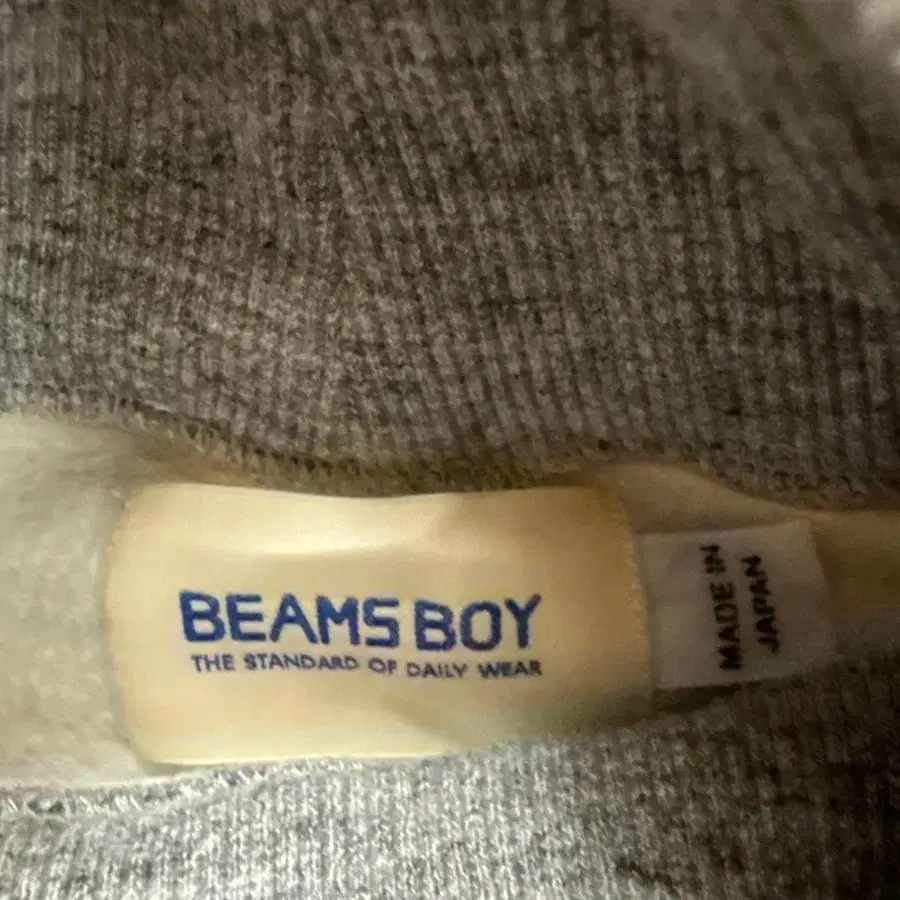 BEAMS BOY
THE STANDARD OF DAILY WEAR
MADE IN
JAPAN